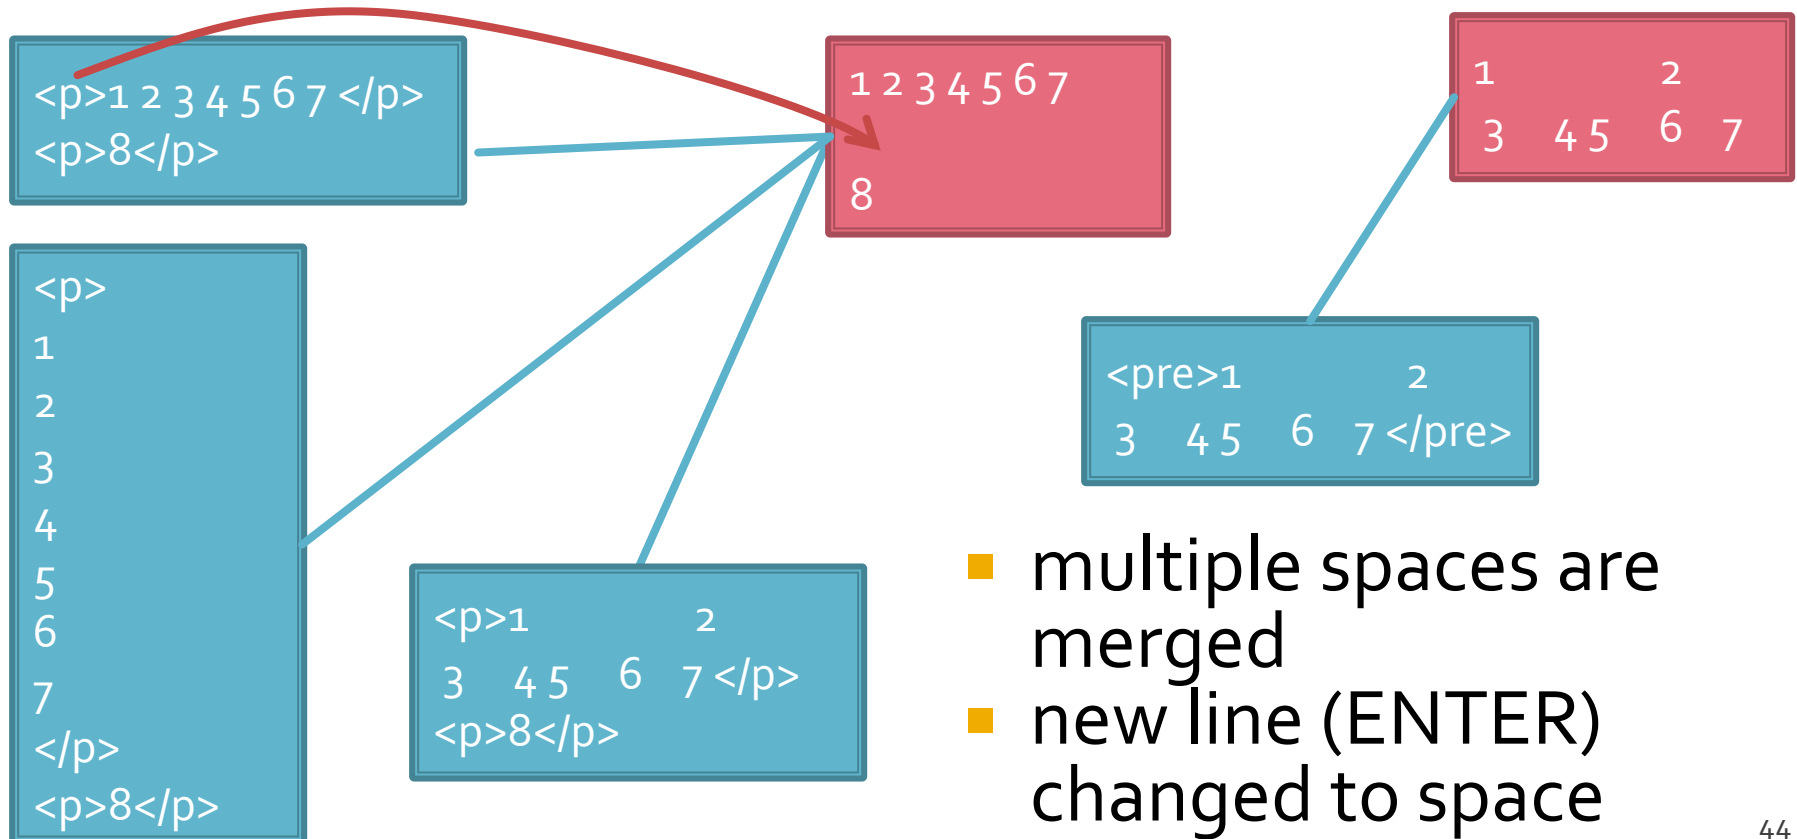 <p>1 2 3 4 5 6 7 </p>
<p>8</p>
1 2 3 4 5 6 7
8
1 2
3 4 5 6 7
<p>
1
2
3
4
5
6
7
</p>
<p>8</p>
<p>1 2
3 4 5 6 7 </p>
<p>8</p>
<pre>1 2
3 4 5 6 7 </pre>
multiple spaces are
merged
new line (ENTER)
changed to space
44